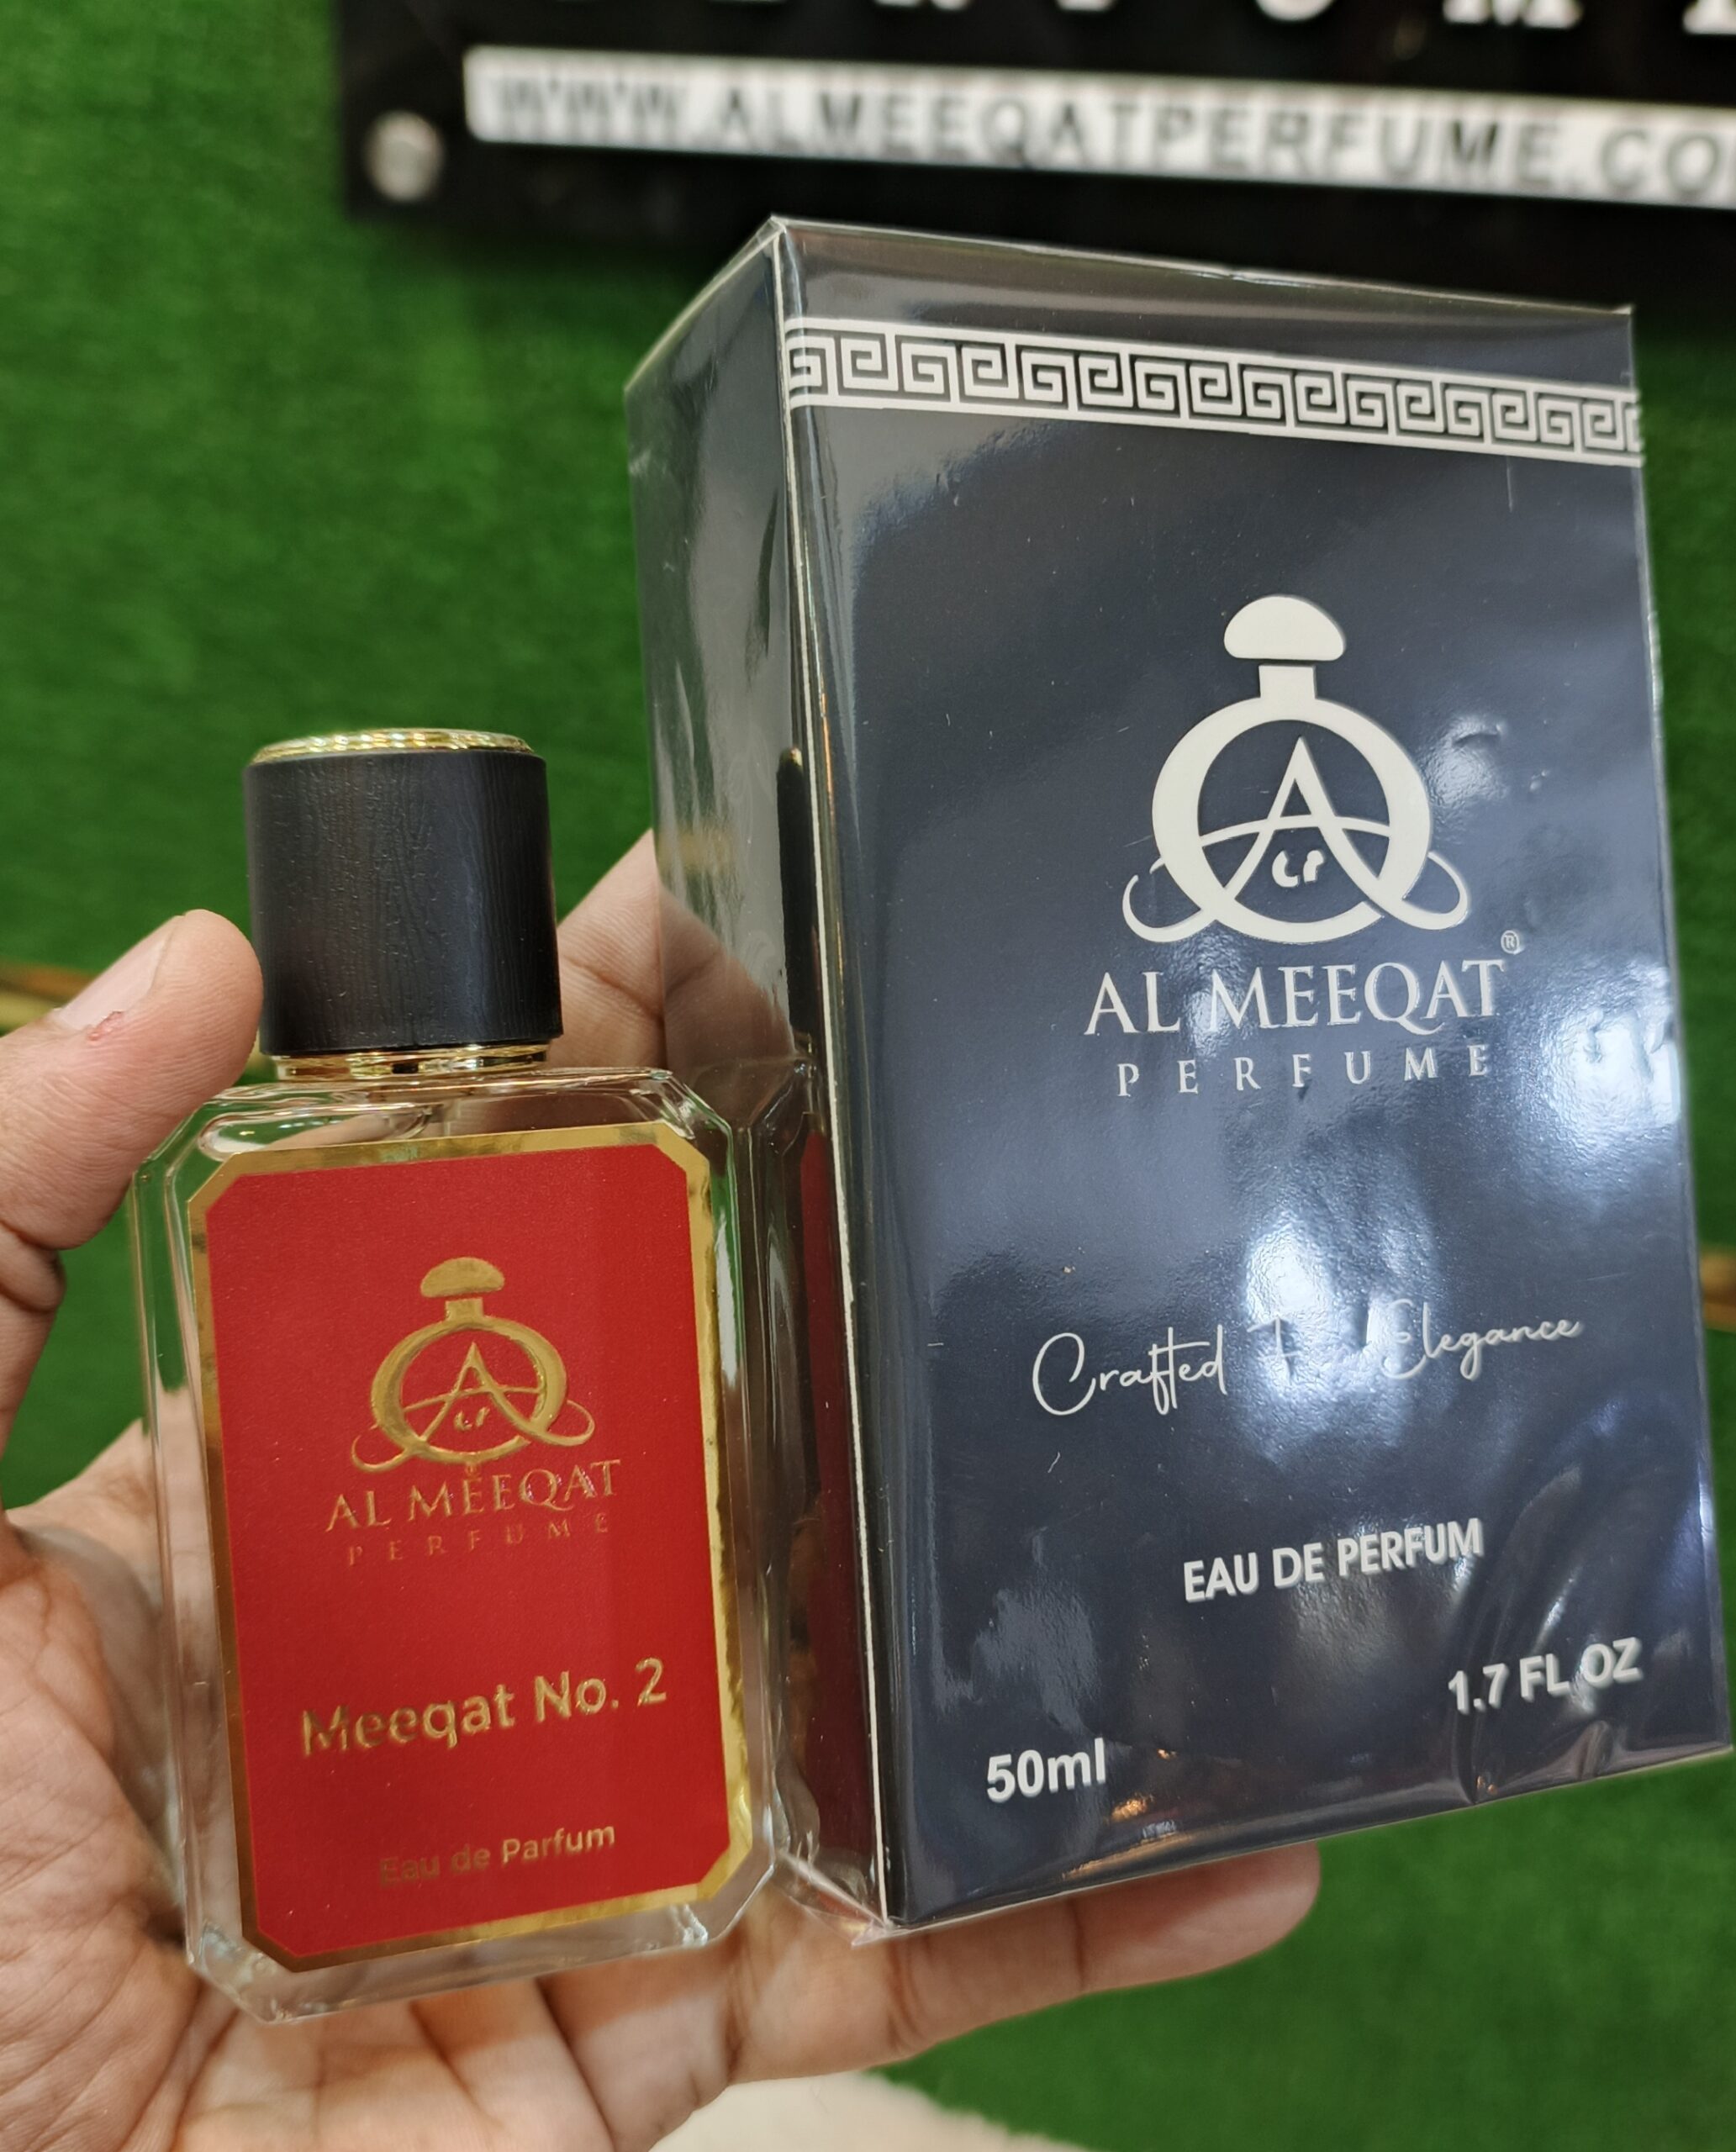 WWW.ALMEEQATPERFUME.CO
AL MEEQAT®
PERFUME
Crafted Elegance
EAU DE PERFUM
1.7 FL OZ
50ml
AL MEEQAT
PERFUME
Meeqat No. 2
Eau de Parfum